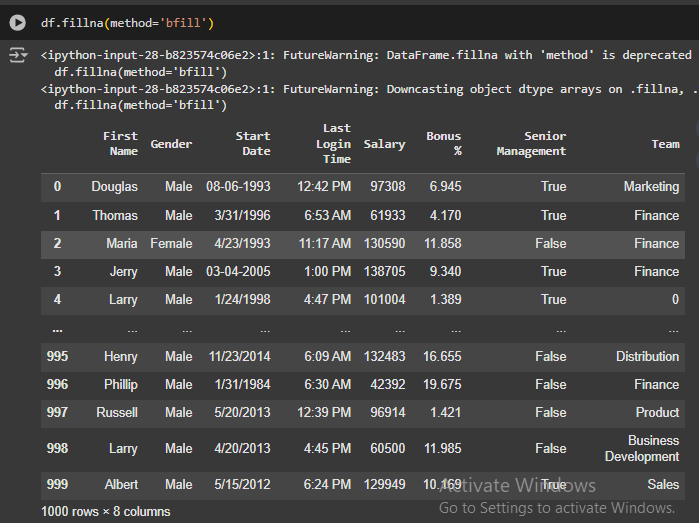 df.fillna(method='bfill')
<ipython-input-28-b823574c06e2>:1: FutureWarning: DataFrame.fillna with 'method' is deprecated
df.fillna(method='bfill')
<ipython-input-28-b823574c06e2>:1: FutureWarning: Downcasting object dtype arrays on .fillna, .
df.fillna(method='bfill')
First Name Gender Start Date Last Login Time Salary Bonus % Senior Management Team
0 Douglas Male 08-06-1993 12:42 PM 97308 6.945 True Marketing
1 Thomas Male 3/31/1996 6:53 AM 61933 4.170 True Finance
2 Maria Female 4/23/1993 11:17 AM 130590 11.858 False Finance
3 Jerry Male 03-04-2005 1:00 PM 138705 9.340 True Finance
4 Larry Male 1/24/1998 4:47 PM 101004 1.389 True 0
... ... ... ... ... ... ... ... ...
995 Henry Male 11/23/2014 6:09 AM 132483 16.655 False Distribution
996 Phillip Male 1/31/1984 6:30 AM 42392 19.675 False Finance
997 Russell Male 5/20/2013 12:39 PM 96914 1.421 False Product
998 Larry Male 4/20/2013 4:45 PM 60500 11.985 False Business Development
999 Albert Male 5/15/2012 6:24 PM 129949 10.169 True Sales
Activate Windows
Go to Settings to activate Windows.
1000 rows × 8 columns